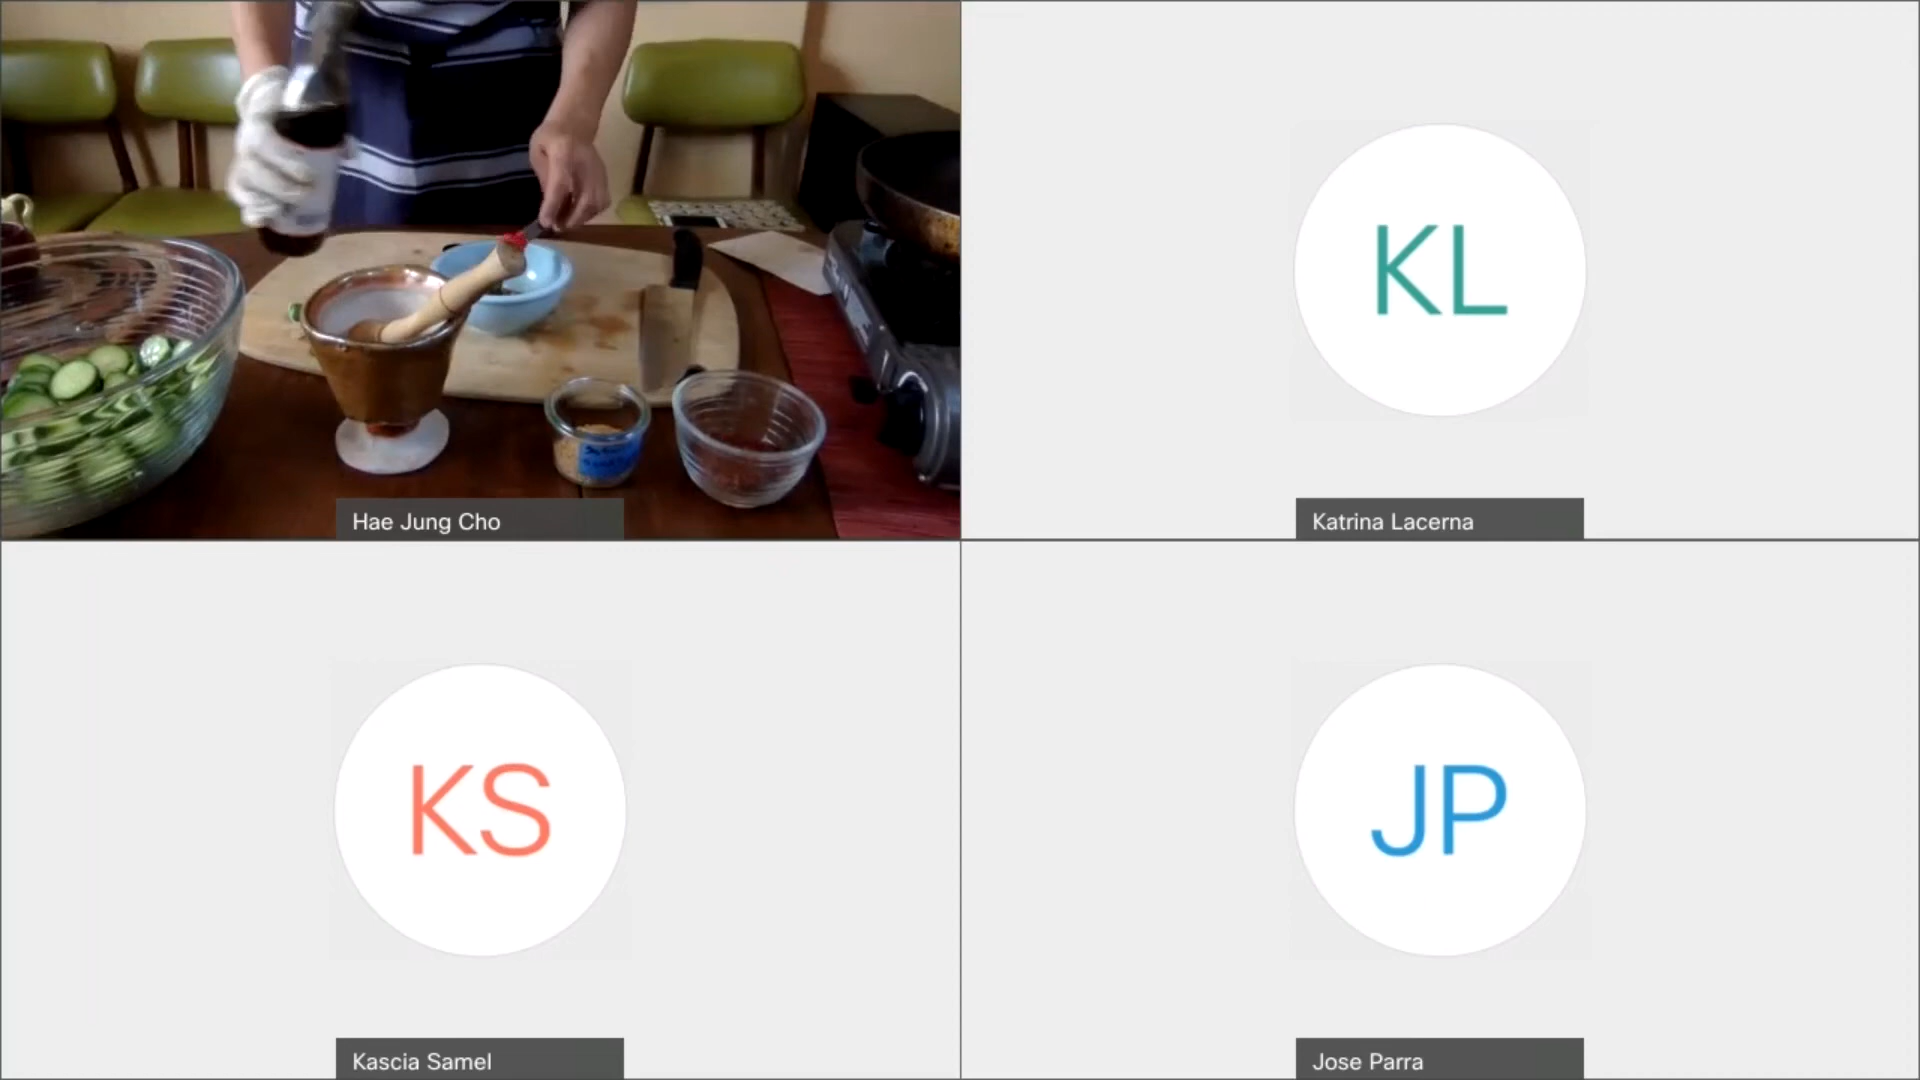 Hae Jung Cho
KL
Katrina Lacerna
KS
Kascia Samel
JP
Jose Parra